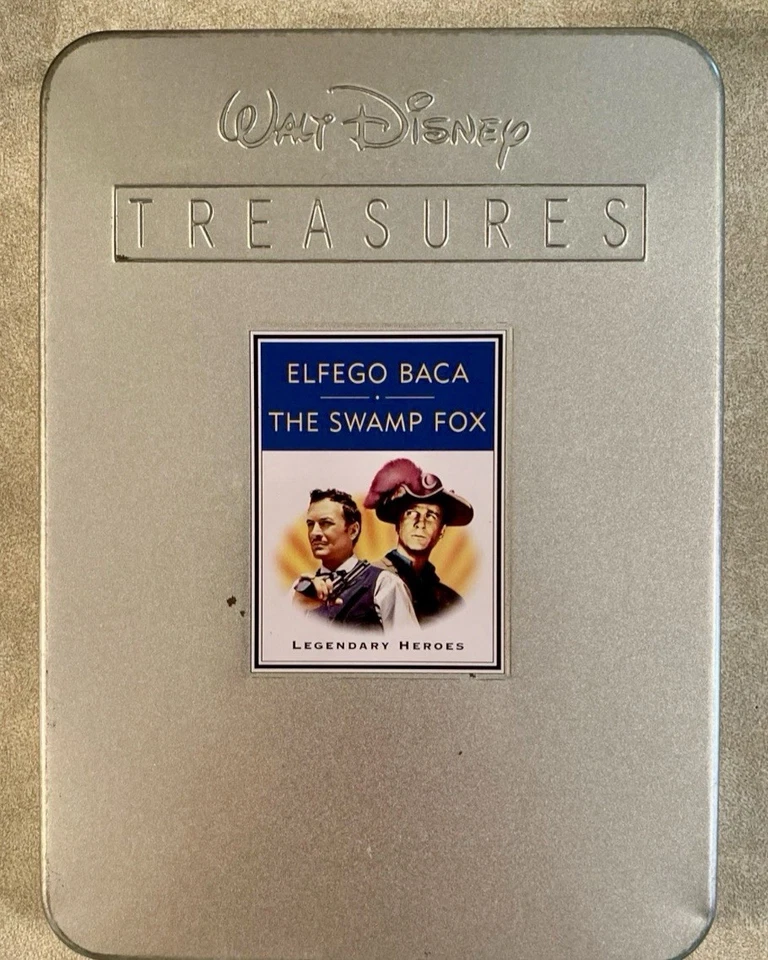 WALT DISNEY
TREASURES
ELFEGO BACA
THE SWAMP FOX
LEGENDARY HEROES